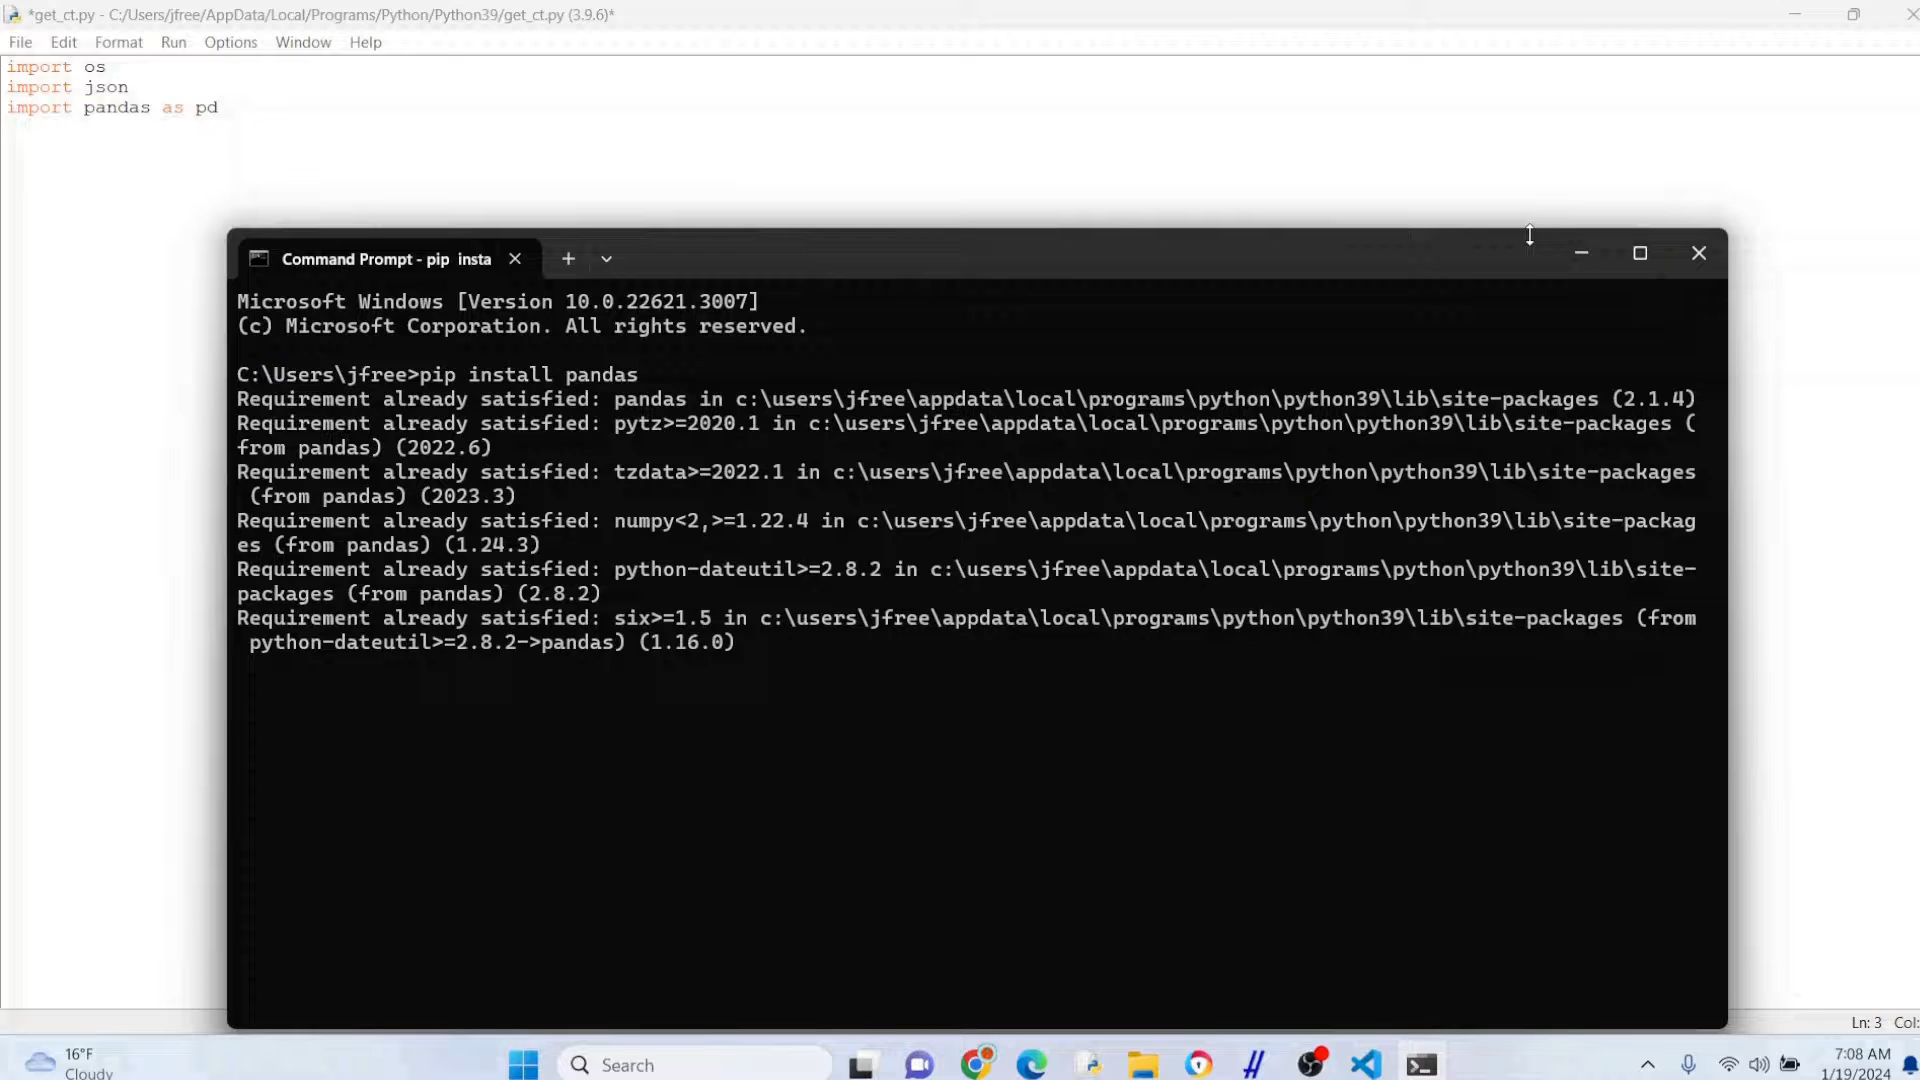 *get_ct.py - C:/Users/jfree/AppData/Local/Programs/Python/Python39/get_ct.py (3.9.6)*
File Edit Format Run Options Window Help
import os
import json
import pandas as pd
Command Prompt - pip insta
Microsoft Windows [Version 10.0.22621.3007]
(c) Microsoft Corporation. All rights reserved.
C:\Users\jfree>pip install pandas
Requirement already satisfied: pandas in c:\users\jfree\appdata\local\programs\python\python39\lib\site-packages (2.1.4)
Requirement already satisfied: pytz>=2020.1 in c:\users\jfree\appdata\local\programs\python\python39\lib\site-packages (
from pandas) (2022.6)
Requirement already satisfied: tzdata>=2022.1 in c:\users\jfree\appdata\local\programs\python\python39\lib\site-packages
(from pandas) (2023.3)
Requirement already satisfied: numpy<2,>=1.22.4 in c:\users\jfree\appdata\local\programs\python\python39\lib\site-packag
es (from pandas) (1.24.3)
Requirement already satisfied: python-dateutil>=2.8.2 in c:\users\jfree\appdata\local\programs\python\python39\lib\site-
packages (from pandas) (2.8.2)
Requirement already satisfied: six>=1.5 in c:\users\jfree\appdata\local\programs\python\python39\lib\site-packages (from
python-dateutil>=2.8.2->pandas) (1.16.0)
Ln: 3 Col:
16°F
Cloudy
Search
7:08 AM
1/19/2024